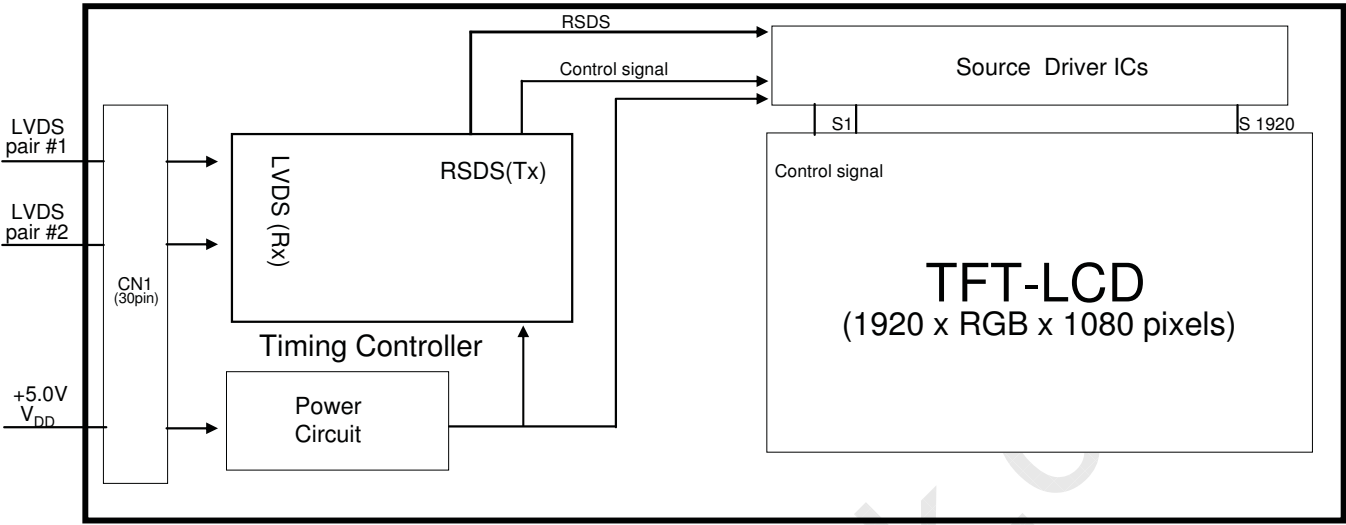 RSDS
Source Driver ICs
Control signal
LVDS
pair #1
S1
S 1920
LVDS (Rx)
RSDS(Tx)
Control signal
LVDS
pair #2
CN1
(30pin)
TFT-LCD
(1920 x RGB x 1080 pixels)
Timing Controller
+5.0V
VDD
Power
Circuit